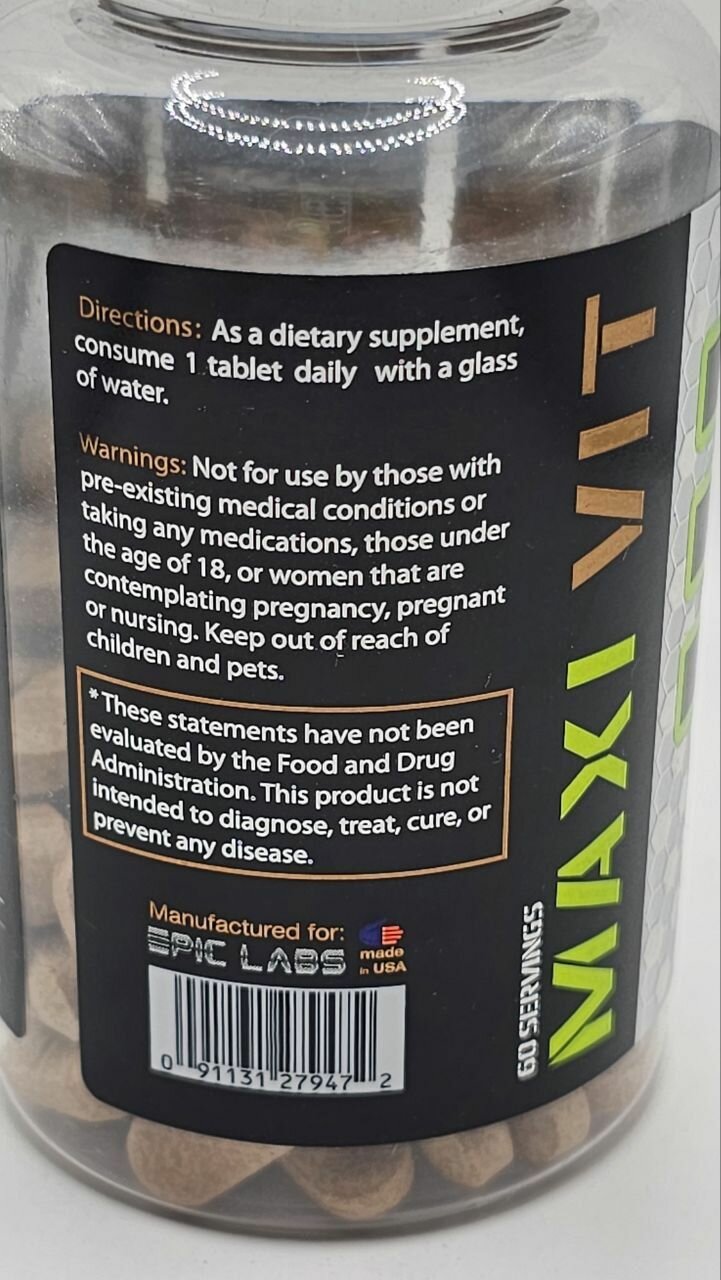 Directions: As a dietary supplement,
consume 1 tablet daily with a glass
of water.
Warnings: Not for use by those with
pre-existing medical conditions or
taking any medications, those under
the age of 18, or women that are
contemplating pregnancy, pregnant
or nursing. Keep out of reach of
children and pets.
*These statements have not been
evaluated by the Food and Drug
Administration. This product is not
intended to diagnose, treat, cure, or
prevent any disease.
Manufactured for:
EPIC LABS
made
in USA
0 91131 27947 2
60 SERVINGS
MAXI VIT